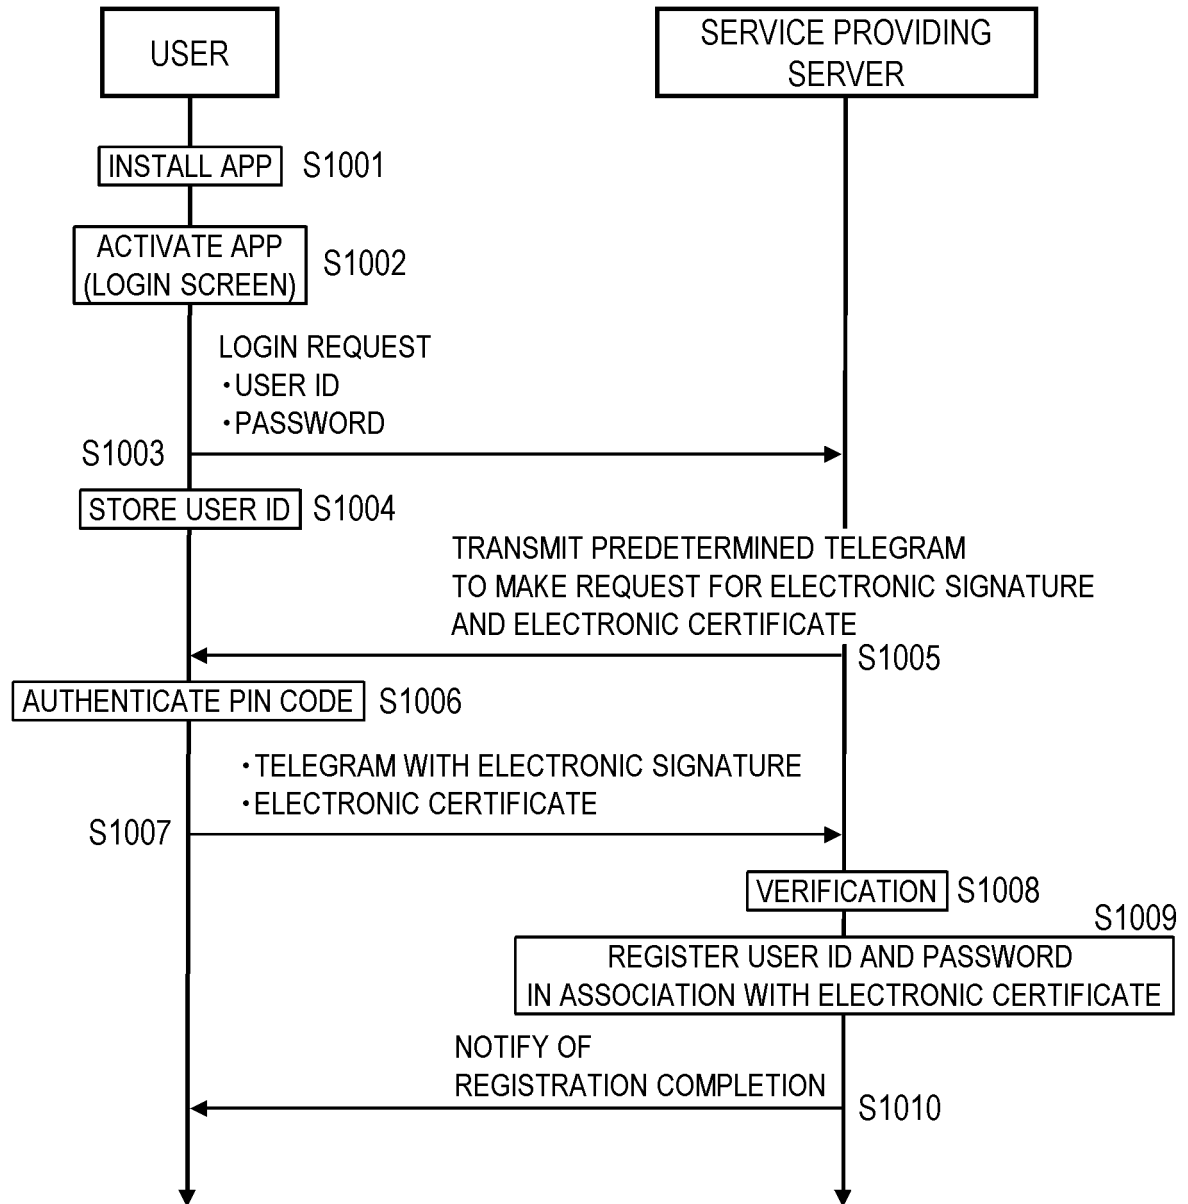 USER
SERVICE PROVIDING
SERVER
INSTALL APP
S1001
ACTIVATE APP
(LOGIN SCREEN)
S1002
LOGIN REQUEST
・USER ID
・PASSWORD
S1003
STORE USER ID
S1004
TRANSMIT PREDETERMINED TELEGRAM
TO MAKE REQUEST FOR ELECTRONIC SIGNATURE
AND ELECTRONIC CERTIFICATE
S1005
AUTHENTICATE PIN CODE
S1006
・TELEGRAM WITH ELECTRONIC SIGNATURE
・ELECTRONIC CERTIFICATE
S1007
VERIFICATION
S1008
S1009
REGISTER USER ID AND PASSWORD
IN ASSOCIATION WITH ELECTRONIC CERTIFICATE
NOTIFY OF
REGISTRATION COMPLETION
S1010